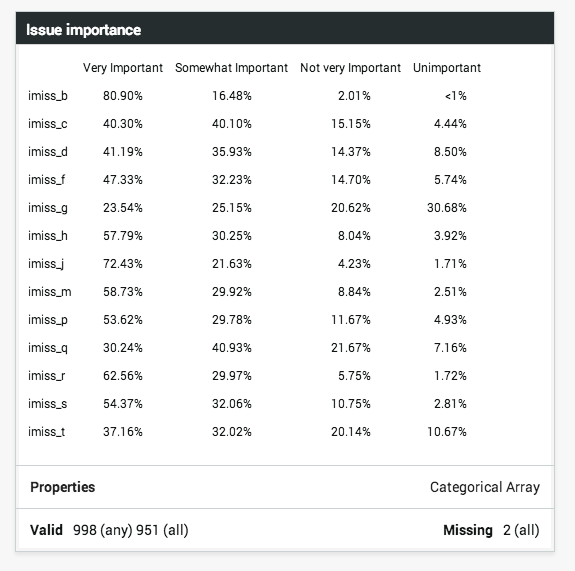 Issue importance
Very Important Somewhat Important Not very Important Unimportant
imiss_b 80.90% 16.48% 2.01% <1%
imiss_c 40.30% 40.10% 15.15% 4.44%
imiss_d 41.19% 35.93% 14.37% 8.50%
imiss_f 47.33% 32.23% 14.70% 5.74%
imiss_g 23.54% 25.15% 20.62% 30.68%
imiss_h 57.79% 30.25% 8.04% 3.92%
imiss_j 72.43% 21.63% 4.23% 1.71%
imiss_m 58.73% 29.92% 8.84% 2.51%
imiss_p 53.62% 29.78% 11.67% 4.93%
imiss_q 30.24% 40.93% 21.67% 7.16%
imiss_r 62.56% 29.97% 5.75% 1.72%
imiss_s 54.37% 32.06% 10.75% 2.81%
imiss_t 37.16% 32.02% 20.14% 10.67%
Properties Categorical Array
Valid 998 (any) 951 (all) Missing 2 (all)